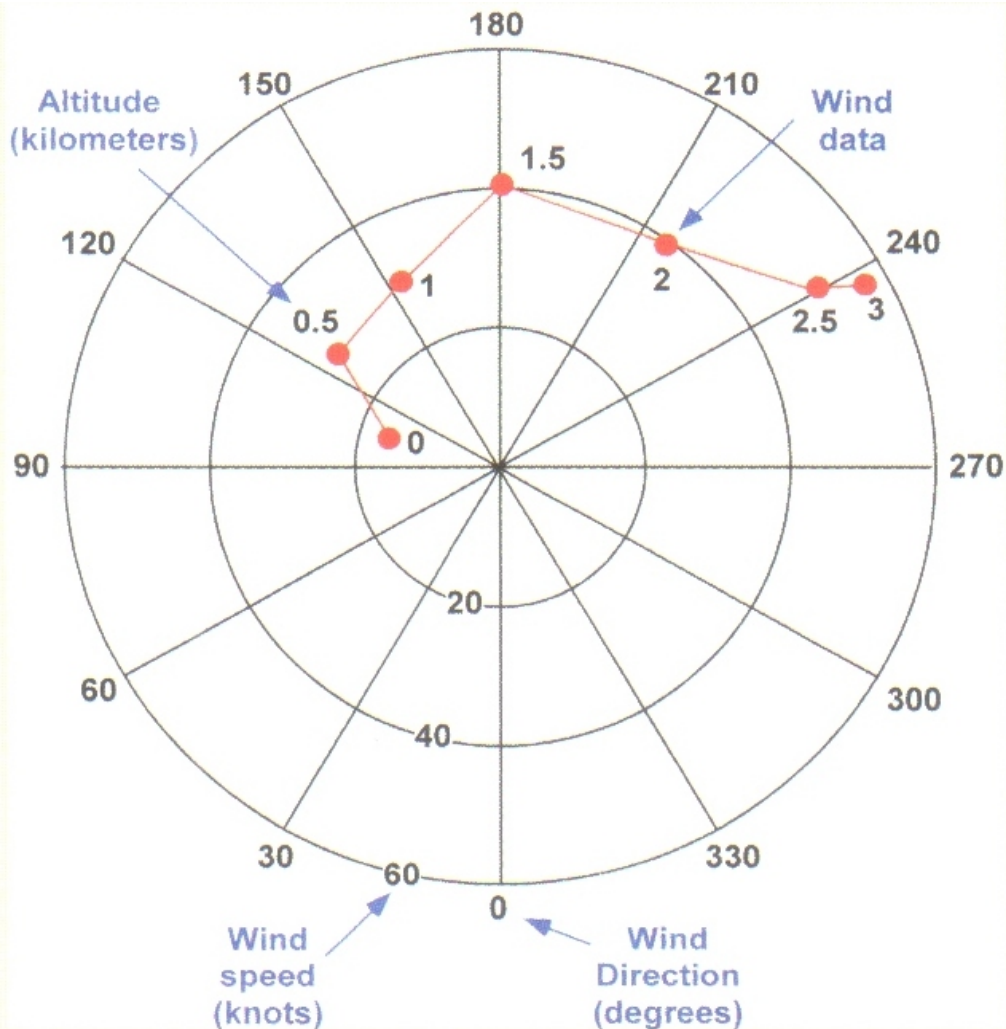 180
150
210
Altitude
(kilometers)
Wind
data
1.5
120
240
2
1
0.5
2.5
3
0
90
270
20
60
300
40
30
330
60
0
Wind
speed
(knots)
Wind
Direction
(degrees)